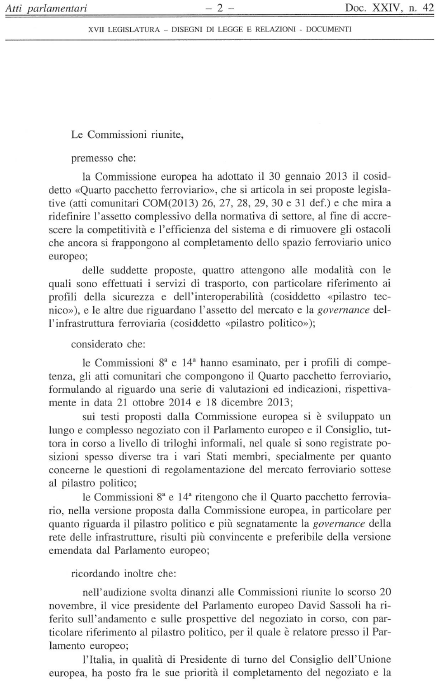 Atti parlamentari – 2 – Doc. XXIV, n. 42
XVII LEGISLATURA – DISEGNI DI LEGGE E RELAZIONI - DOCUMENTI
Le Commissioni riunite,
premesso che:
la Commissione europea ha adottato il 30 gennaio 2013 il cosid-
detto «Quarto pacchetto ferroviario», che si articola in sei proposte legisla-
tive (atti comunitari COM(2013) 26, 27, 28, 29, 30 e 31 def.) e che mira a
ridefinire l'assetto complessivo della normativa di settore, al fine di accre-
scere la competitività e l'efficienza del sistema e di rimuovere gli ostacoli
che ancora si frappongono al completamento dello spazio ferroviario unico
europeo;
delle suddette proposte, quattro attengono alle modalità con le
quali sono effettuati i servizi di trasporto, con particolare riferimento ai
profili della sicurezza e dell'interoperabilità (cosiddetto «pilastro tec-
nico»), e le altre due riguardano l'assetto del mercato e la governance del-
l'infrastruttura ferroviaria (cosiddetto «pilastro politico»);
considerato che:
le Commissioni 8ª e 14ª hanno esaminato, per i profili di compe-
tenza, gli atti comunitari che compongono il Quarto pacchetto ferroviario,
formulando al riguardo una serie di valutazioni ed indicazioni, rispettiva-
mente in data 21 ottobre 2014 e 18 dicembre 2013;
sui testi proposti dalla Commissione europea si è sviluppato un
lungo e complesso negoziato con il Parlamento europeo e il Consiglio, tut-
tora in corso a livello di triloghi informali, nel quale si sono registrate po-
sizioni spesso diverse tra i vari Stati membri, specialmente per quanto
concerne le questioni di regolamentazione del mercato ferroviario sottese
al pilastro politico;
le Commissioni 8ª e 14ª ritengono che il Quarto pacchetto ferrovia-
rio, nella versione proposta dalla Commissione europea, in particolare per
quanto riguarda il pilastro politico e più segnatamente la governance della
rete delle infrastrutture, risulti più convincente e preferibile della versione
emendata dal Parlamento europeo;
ricordando inoltre che:
nell'audizione svolta dinanzi alle Commissioni riunite lo scorso 20
novembre, il vice presidente del Parlamento europeo David Sassoli ha ri-
ferito sull'andamento e sulle prospettive del negoziato in corso, con par-
ticolare riferimento al pilastro politico, per il quale è relatore presso il Par-
lamento europeo;
l'Italia, in qualità di Presidente di turno del Consiglio dell'Unione
europea, ha posto fra le sue priorità il completamento del negoziato e la